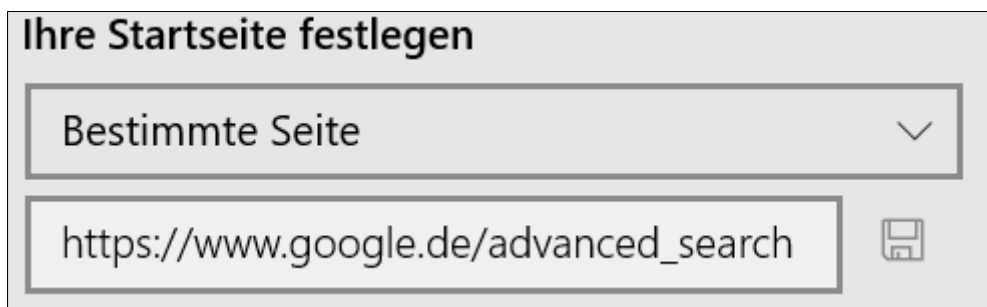 Ihre Startseite festlegen
Bestimmte Seite
https://www.google.de/advanced_search